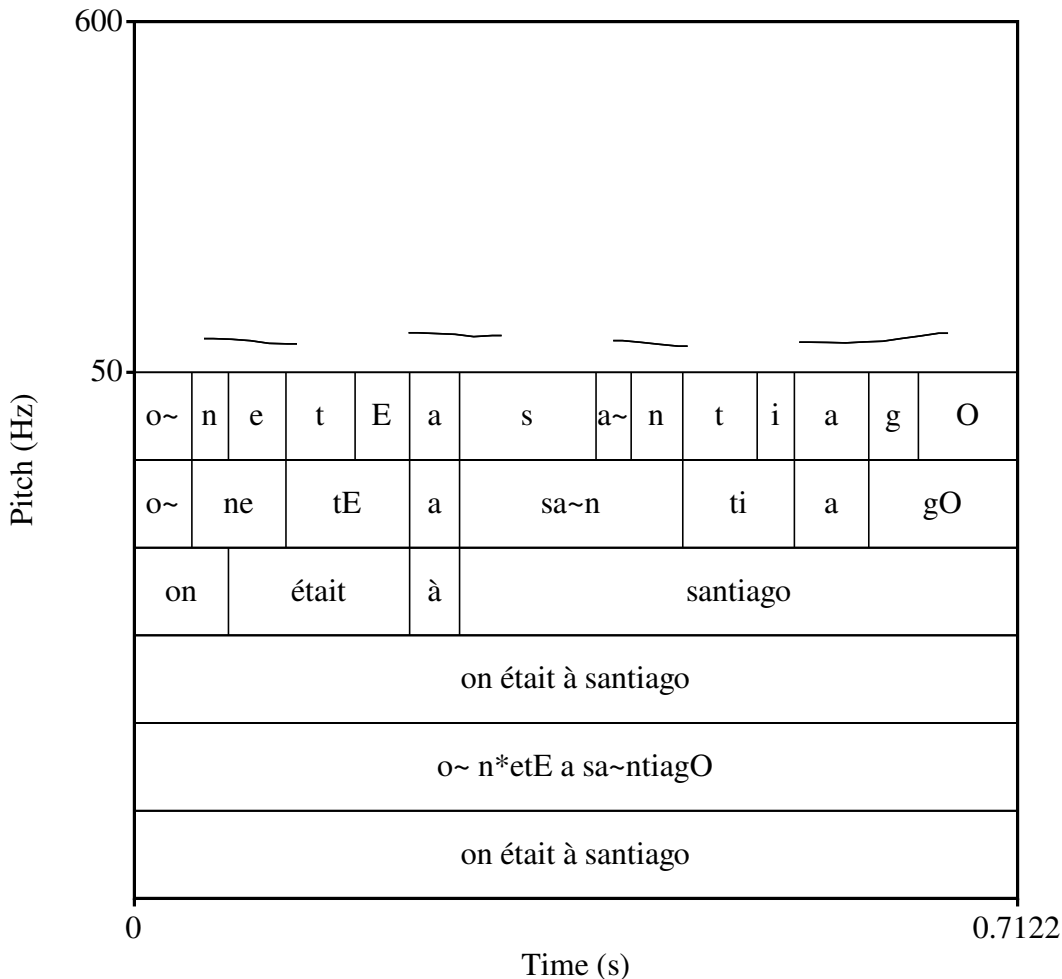 600
50
Pitch (Hz)
o~ n e t E a s a~ n t i a g O
o~ ne tE a sa~n ti a gO
on était à santiago
on était à santiago
o~ n*etE a sa~ntiagO
on était à santiago
0 0.7122
Time (s)